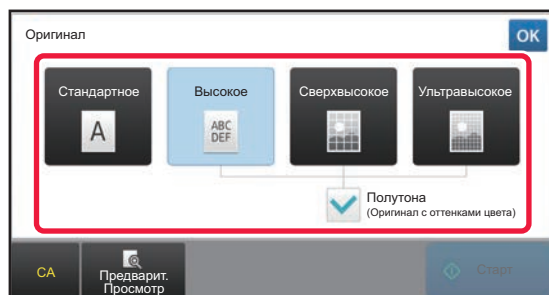 Оригинал
OK
Стандартное
Высокое
Сверхвысокое
Ультравысокое
A
ABC
DEF
Полутона
(Оригинал с оттенками цвета)
CA
Предварит.
Просмотр
Старт